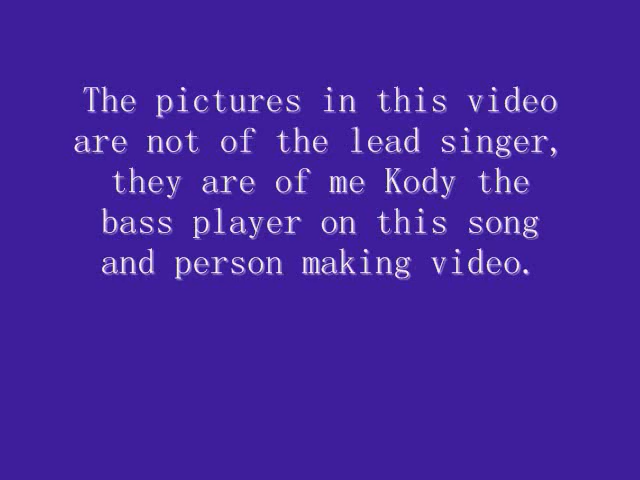 The pictures in this video
are not of the lead singer,
they are of me Kody the
bass player on this song
and person making video.